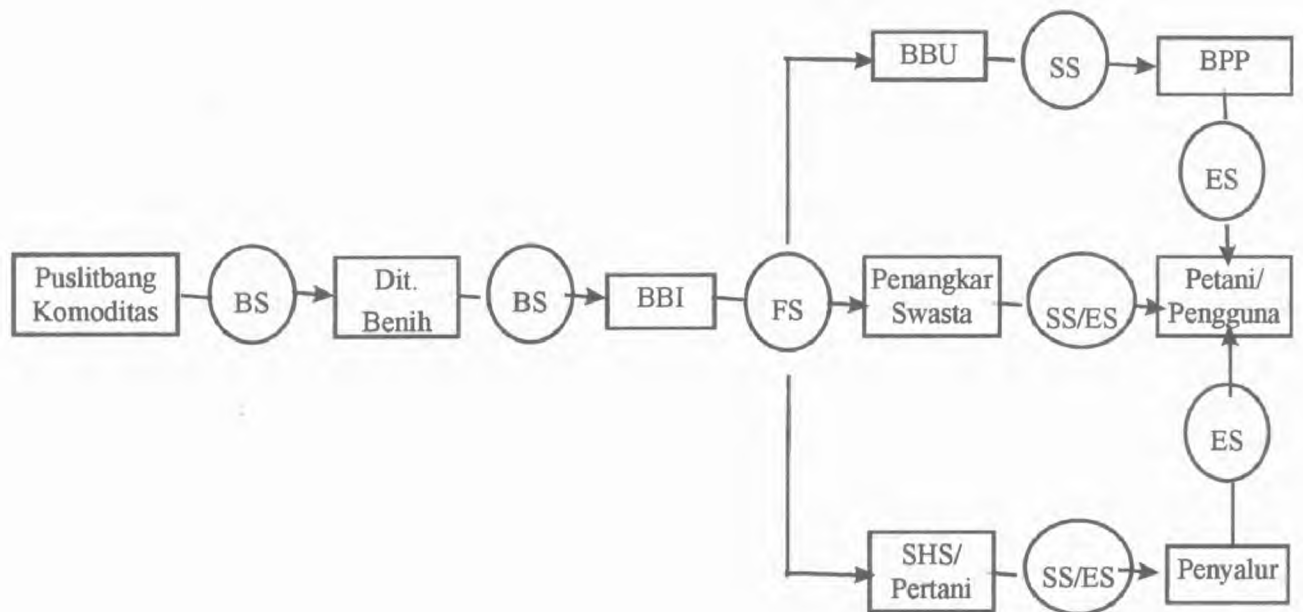 BBU
SS
BPP
ES
Puslitbang
Komoditas
BS
Dit.
Benih
BS
BBI
FS
Penangkar
Swasta
SS/ES
Petani/
Pengguna
ES
SHS/
Pertani
SS/ES
Penyalur